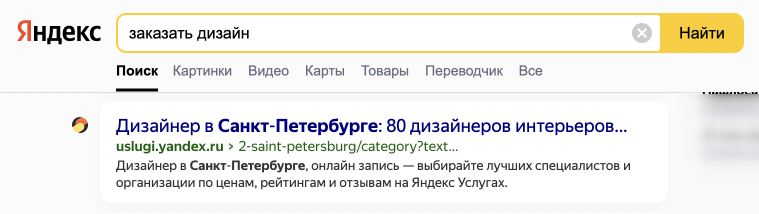 Яндекс
заказать дизайн
Найти
Поиск Картинки Видео Карты Товары Переводчик Все
Дизайнер в Санкт-Петербурге: 80 дизайнеров интерьеров...
uslugi.yandex.ru › 2-saint-petersburg/category?text...
Дизайнер в Санкт-Петербурге, онлайн запись — выбирайте лучших специалистов и
организации по ценам, рейтингам и отзывам на Яндекс Услугах.